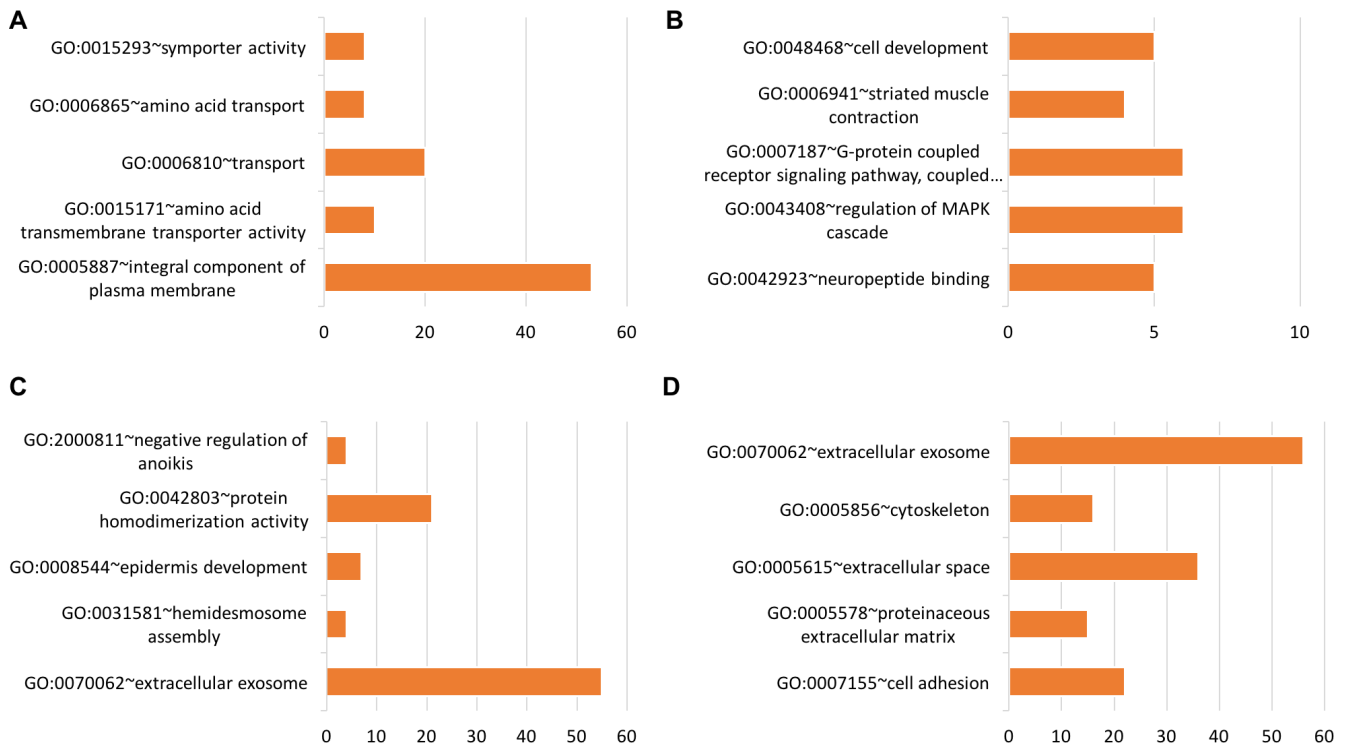 A
GO:0015293~symporter activity
GO:0006865~amino acid transport
GO:0006810~transport
GO:0015171~amino acid
transmembrane transporter activity
GO:0005887~integral component of
plasma membrane
0 20 40 60
B
GO:0048468~cell development
GO:0006941~striated muscle
contraction
GO:0007187~G-protein coupled
receptor signaling pathway, coupled...
GO:0043408~regulation of MAPK
cascade
GO:0042923~neuropeptide binding
0 5 10
C
GO:2000811~negative regulation of
anoikis
GO:0042803~protein
homodimerization activity
GO:0008544~epidermis development
GO:0031581~hemidesmosome
assembly
GO:0070062~extracellular exosome
0 10 20 30 40 50 60
D
GO:0070062~extracellular exosome
GO:0005856~cytoskeleton
GO:0005615~extracellular space
GO:0005578~proteinaceous
extracellular matrix
GO:0007155~cell adhesion
0 10 20 30 40 50 60